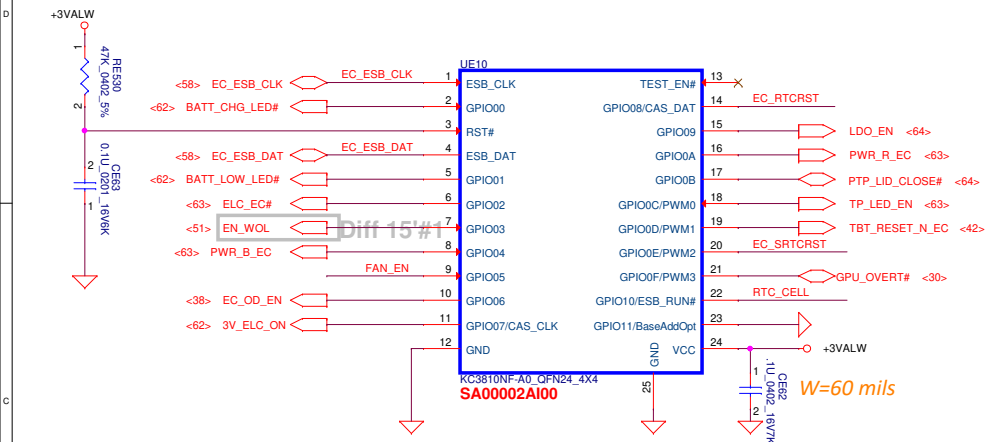 D
+3VALW
1
RE530
47K_0402_5%
2
2
CE63
0.1U_0201_16V6K
1
UE10
<58> EC_ESB_CLK EC_ESB_CLK 1 ESB_CLK
<62> BATT_CHG_LED# 2 GPIO00
3 RST#
<58> EC_ESB_DAT EC_ESB_DAT 4 ESB_DAT
<62> BATT_LOW_LED# 5 GPIO01
<63> ELC_EC# 6 GPIO02
<51> EN_WOL Diff 15'#1 7 GPIO03
<63> PWR_B_EC 8 GPIO04
FAN_EN 9 GPIO05
<38> EC_OD_EN 10 GPIO06
<62> 3V_ELC_ON 11 GPIO07/CAS_CLK
12 GND
TEST_EN# 13
GPIO08/CAS_DAT 14 EC_RTCRST
GPIO09 15 LDO_EN <64>
GPIO0A 16 PWR_R_EC <63>
GPIO0B 17 PTP_LID_CLOSE# <64>
GPIO0C/PWM0 18 TP_LED_EN <63>
GPIO0D/PWM1 19 TBT_RESET_N_EC <42>
GPIO0E/PWM2 20 EC_SRTCRST
GPIO0F/PWM3 21 GPU_OVERT# <30>
GPIO10/ESB_RUN# 22 RTC_CELL
GPIO11/BaseAddOpt 23
VCC 24 +3VALW
GND
25
KC3810NF-A0_QFN24_4X4
SA00002AI00
1
CE62
.1U_0402_16V7K
2
W=60 mils
C